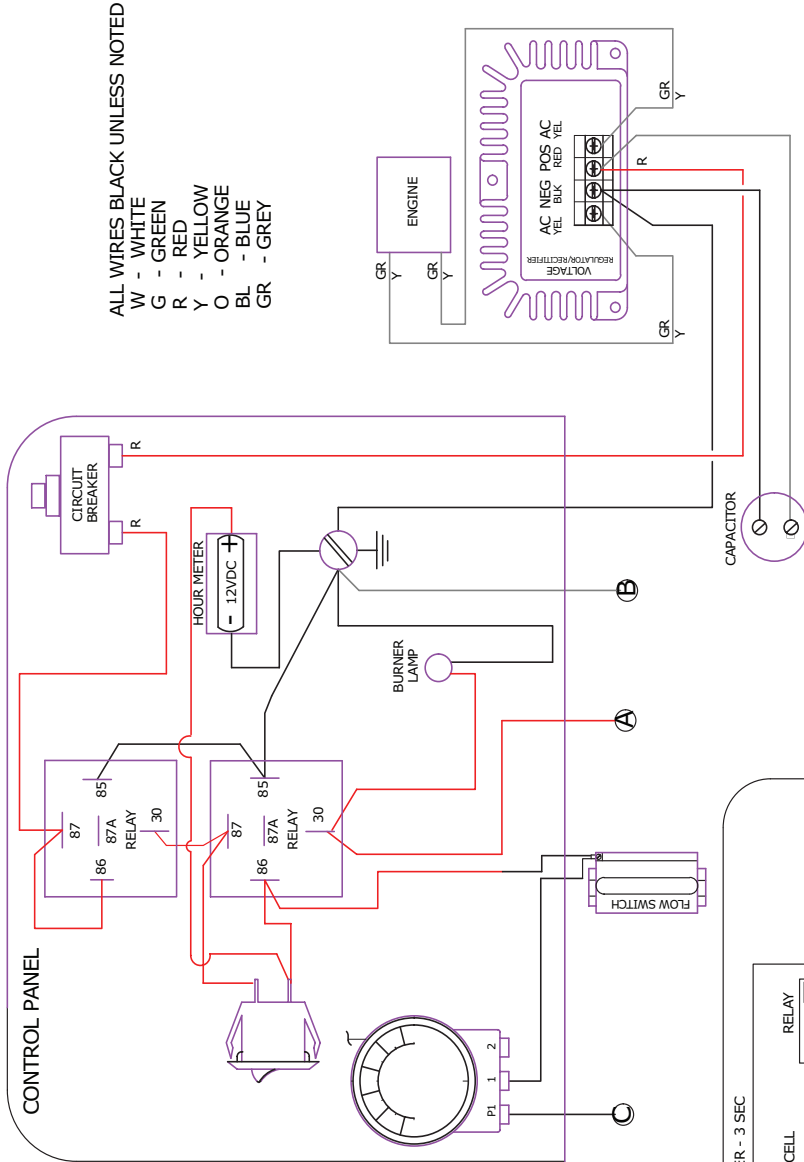 ALL WIRES BLACK UNLESS NOTED
W - WHITE
G - GREEN
R - RED
Y - YELLOW
O - ORANGE
BL - BLUE
GR - GREY
CONTROL PANEL
CIRCUIT
BREAKER
R
R
HOUR METER
- 12VDC +
87
87A
RELAY
86
85
30
87
87A
RELAY
86
85
30
BURNER
LAMP
ENGINE
GR
Y
GR
Y
GR
Y
GR
Y
AC NEG POS AC
YEL BLK RED YEL
VOLTAGE
REGULATOR/RECTIFIER
R
CAPACITOR
FLOW SWITCH
P1 1 2
A
B
C
ER - 3 SEC
CELL
RELAY